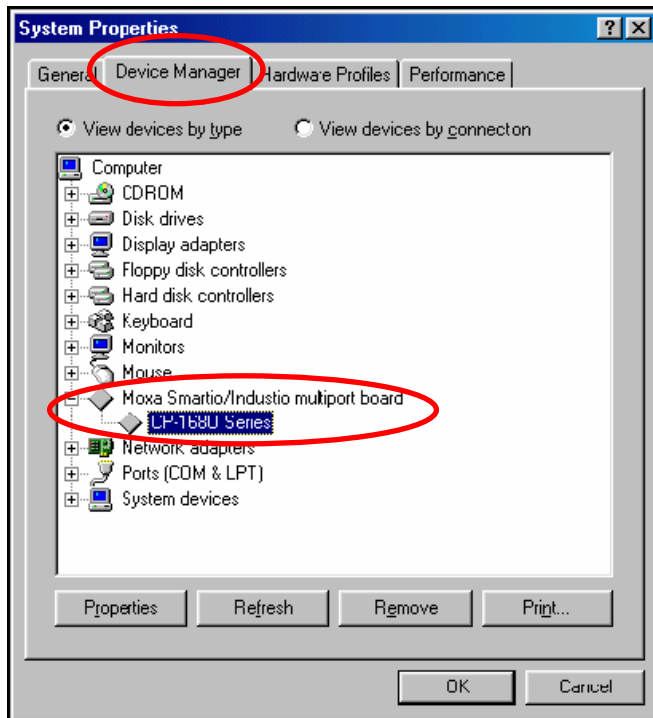 System Properties
General
Device Manager
Hardware Profiles
Performance
View devices by type
View devices by connecton
Computer
CDROM
Disk drives
Display adapters
Floppy disk controllers
Hard disk controllers
Keyboard
Monitors
Mouse
Moxa Smartio/Industio multiport board
CP-168U Series
Network adapters
Ports (COM & LPT)
System devices
Properties
Refresh
Remove
Print...
OK
Cancel